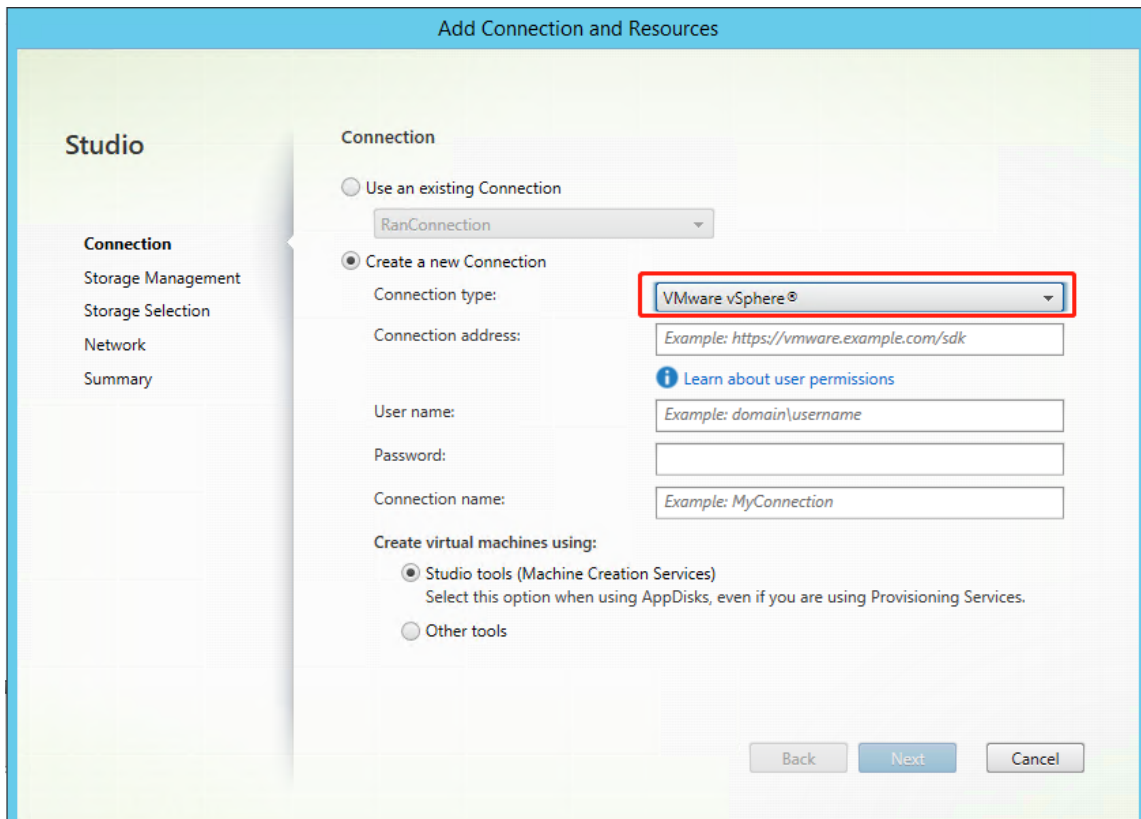 Add Connection and Resources
Studio
Connection
Storage Management
Storage Selection
Network
Summary
Connection
Use an existing Connection
RanConnection
Create a new Connection
Connection type:
VMware vSphere®
Connection address:
Example: https://vmware.example.com/sdk
Learn about user permissions
User name:
Example: domain\username
Password:
Connection name:
Example: MyConnection
Create virtual machines using:
Studio tools (Machine Creation Services)
Select this option when using AppDisks, even if you are using Provisioning Services.
Other tools
Back
Next
Cancel